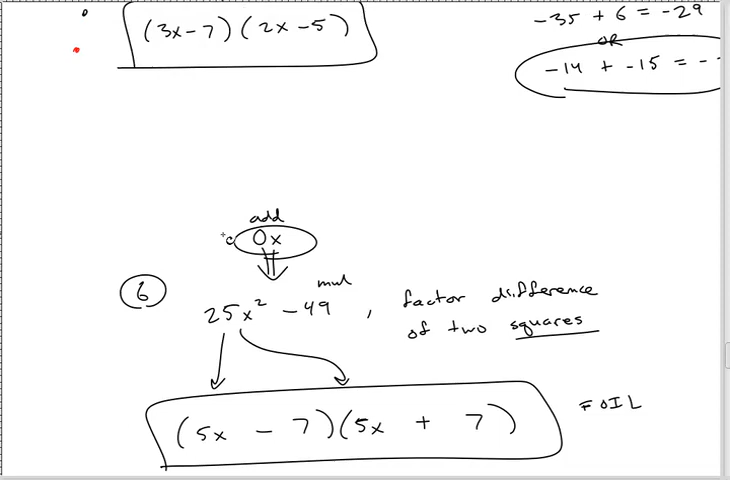 (3x-7)(2x-5)
-35 + 6 = -29
OR
-14 + -15 = -
add
0x
6
mul
25x² - 49 , factor difference
of two squares
(5x - 7)(5x + 7)
FOIL